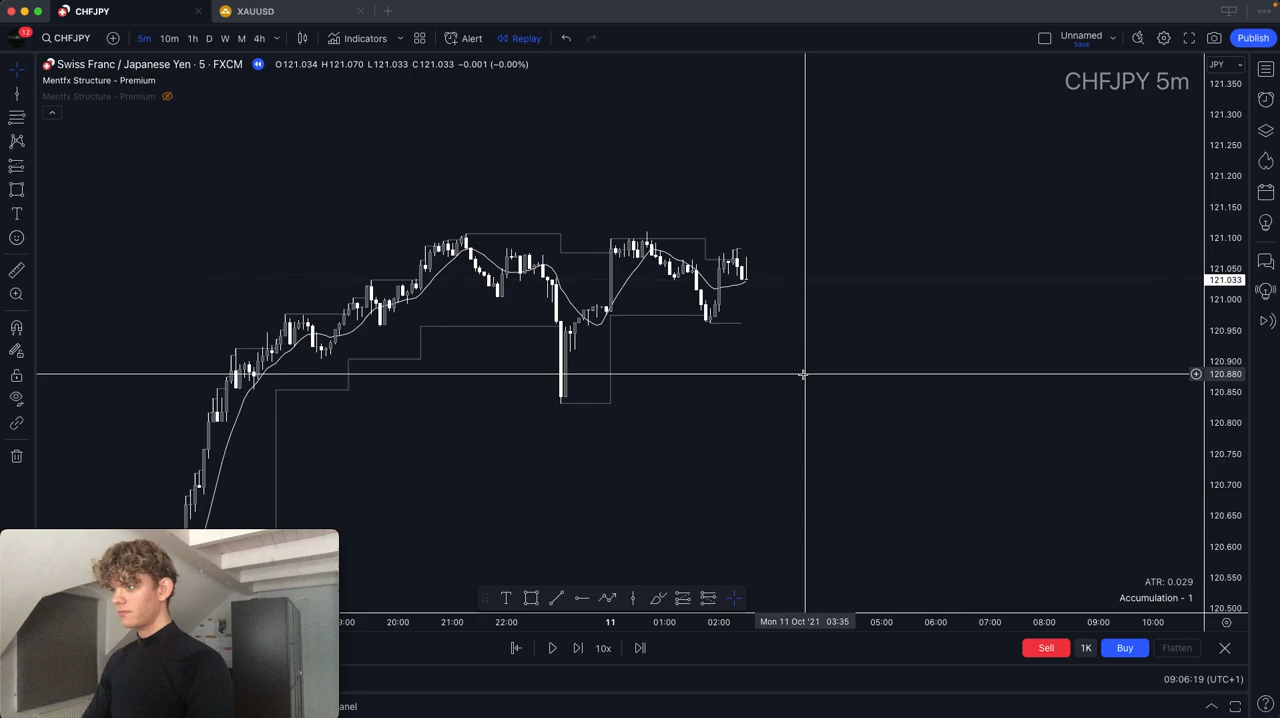 CHFJPY
XAUUSD
12
CHFJPY
5m
10m
1h
D
W
M
4h
Indicators
Alert
Replay
Unnamed
Save
Publish
Swiss Franc / Japanese Yen · 5 · FXCM
O121.034 H121.070 L121.033 C121.033 -0.001 (-0.00%)
Mentfx Structure - Premium
Mentfx Structure - Premium
CHFJPY 5m
JPY
121.350
121.300
121.250
121.200
121.150
121.100
121.050
121.033
121.000
120.950
120.900
120.880
120.850
120.800
120.750
120.700
120.650
120.600
120.550
120.500
ATR: 0.029
Accumulation - 1
T
9:00
20:00
21:00
22:00
11
01:00
02:00
Mon 11 Oct '21 03:35
05:00
06:00
07:00
08:00
09:00
10:00
10x
Sell
1K
Buy
Flatten
09:06:19 (UTC+1)
anel